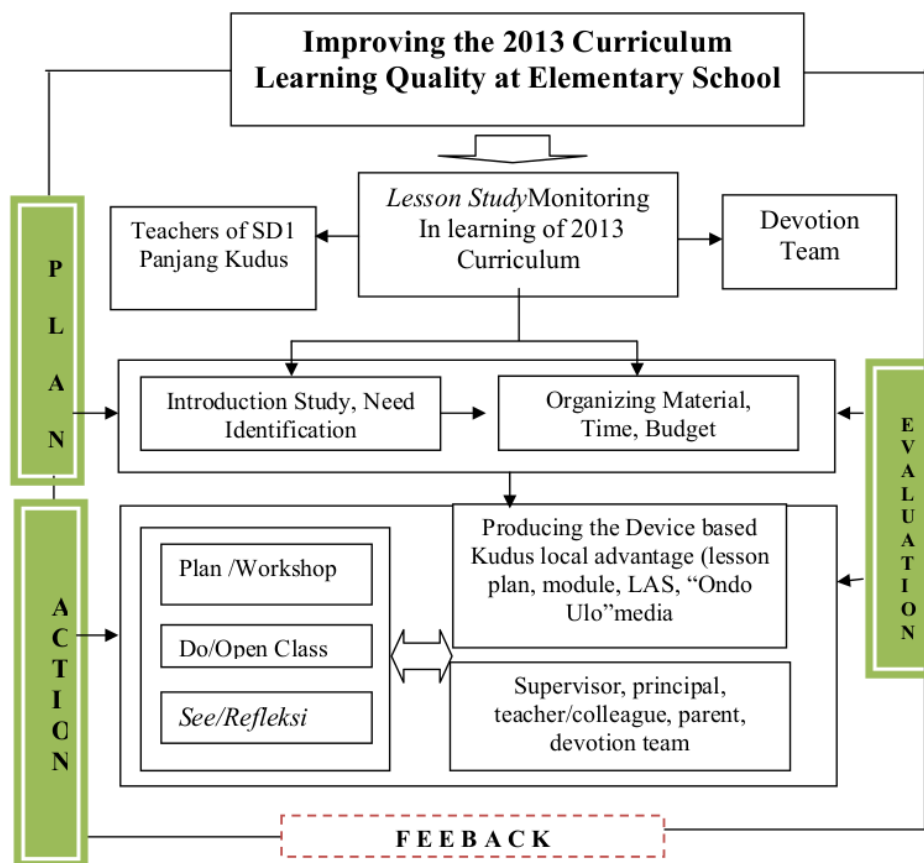 Improving the 2013 Curriculum
Learning Quality at Elementary School
Lesson StudyMonitoring
In learning of 2013
Curriculum
Teachers of SD1
Panjang Kudus
Devotion
Team
P L A N
Introduction Study, Need
Identification
Organizing Material,
Time, Budget
EVALUATION
ACTION
Plan /Workshop
Do/Open Class
See/Refleksi
Producing the Device based
Kudus local advantage (lesson
plan, module, LAS, “Ondo
Ulo”media
Supervisor, principal,
teacher/colleague, parent,
devotion team
F E E B A C K